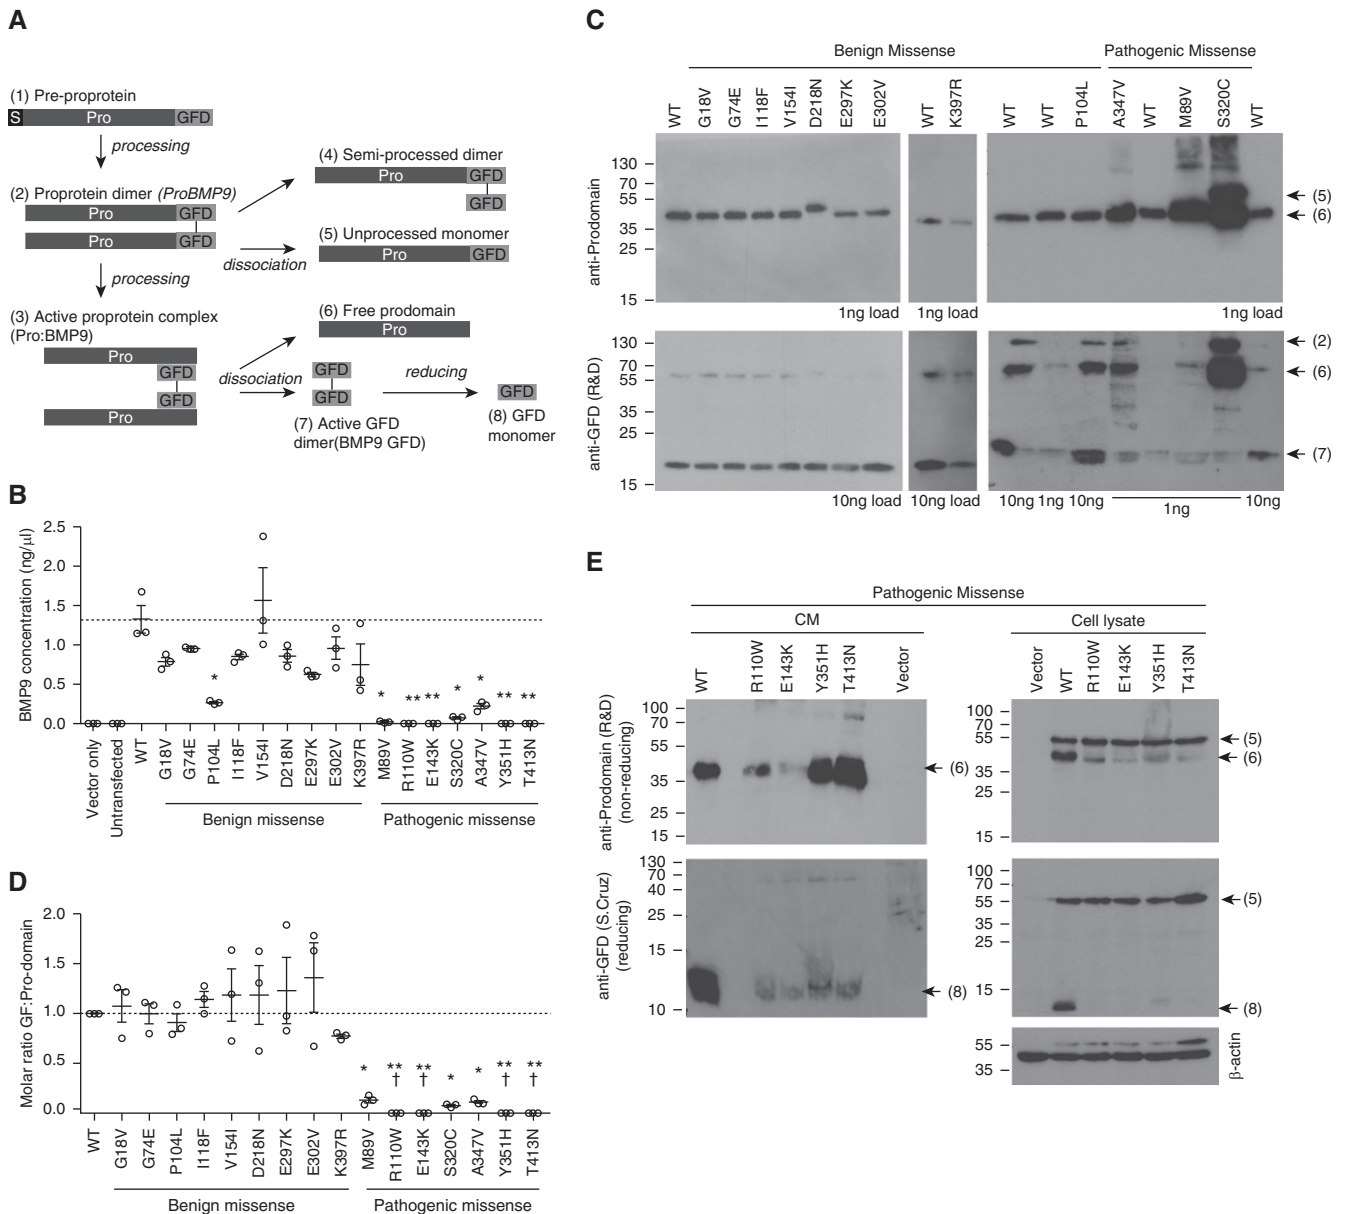 A
(1) Pre-proprotein
S Pro GFD
processing
(2) Proprotein dimer (ProBMP9)
Pro GFD
Pro GFD
processing
(3) Active proprotein complex
(Pro:BMP9)
Pro
GFD
GFD
Pro
(4) Semi-processed dimer
Pro GFD
GFD
(5) Unprocessed monomer
dissociation
Pro GFD
(6) Free prodomain
Pro
dissociation
GFD
GFD
reducing
GFD
(7) Active GFD
dimer(BMP9 GFD)
(8) GFD
monomer
B
BMP9 concentration (ng/μl)
2.5
2.0
1.5
1.0
0.5
0.0
* * ** ** * * ** **
Vector only
Untransfected
WT
G18V
G74E
P104L
I118F
V154I
D218N
E297K
E302V
K397R
M89V
R110W
E143K
S320C
A347V
Y351H
T413N
Benign missense
Pathogenic missense
C
Benign Missense
Pathogenic Missense
WT
G18V
G74E
I118F
V154I
D218N
E297K
E302V
WT
K397R
WT
WT
P104L
A347V
WT
M89V
S320C
WT
anti-Prodomain
130
70
55
35
25
15
(5)
(6)
1ng load
1ng load
1ng load
anti-GFD (R&D)
130
70
55
35
25
15
(2)
(6)
(7)
10ng load
10ng load
10ng 1ng 10ng
1ng
10ng
D
Molar ratio GF:Pro-domain
2.0
1.5
1.0
0.5
0.0
* ** ** * * ** **
† † † †
WT
G18V
G74E
P104L
I118F
V154I
D218N
E297K
E302V
K397R
M89V
R110W
E143K
S320C
A347V
Y351H
T413N
Benign missense
Pathogenic missense
E
Pathogenic Missense
CM
Cell lysate
WT
R110W
E143K
Y351H
T413N
Vector
Vector
WT
R110W
E143K
Y351H
T413N
anti-Prodomain (R&D)
(non-reducing)
100
70
55
35
25
15
(6)
100
70
55
35
25
15
(5)
(6)
anti-GFD (S.Cruz)
(reducing)
130
70
40
25
15
10
(8)
100
70
55
35
25
15
(5)
(8)
55
35
β-actin